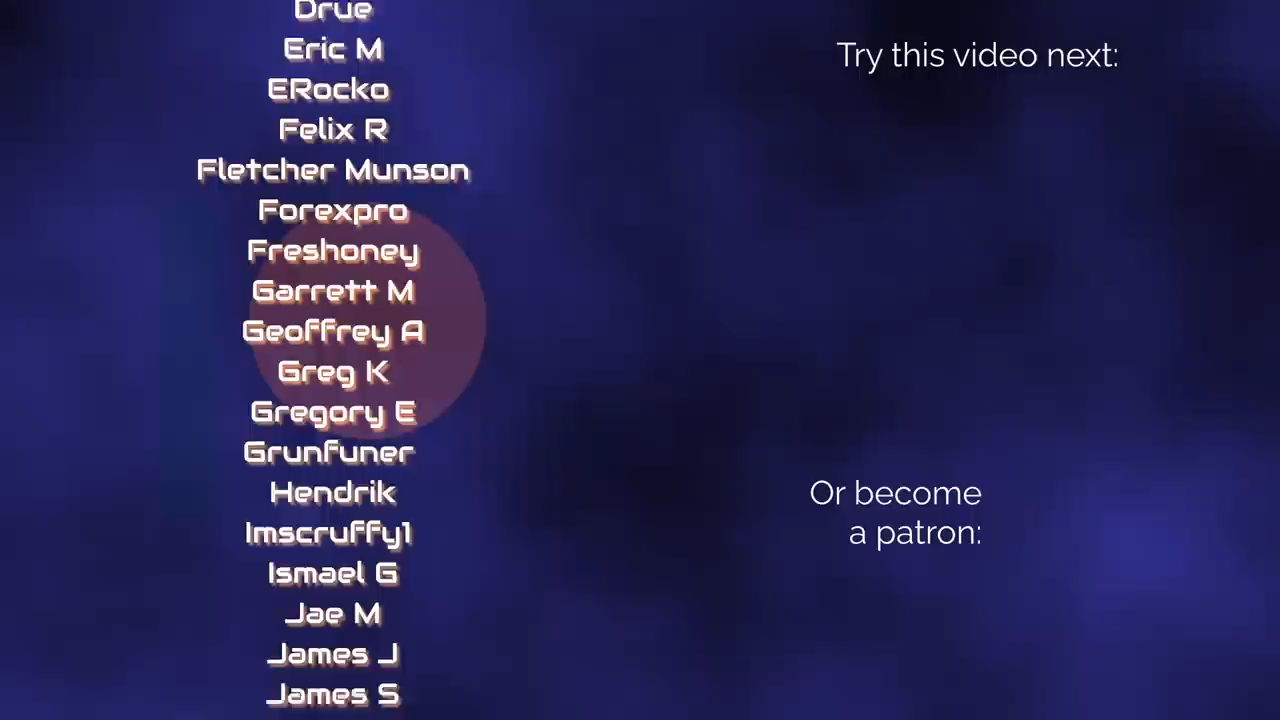 Drue
Eric M
ERocko
Felix R
Fletcher Munson
Forexpro
Freshoney
Garrett M
Geoffrey A
Greg K
Gregory E
Grunfuner
Hendrik
Imscruffy1
Ismael G
Jae M
James J
James S
Try this video next:
Or become
a patron: